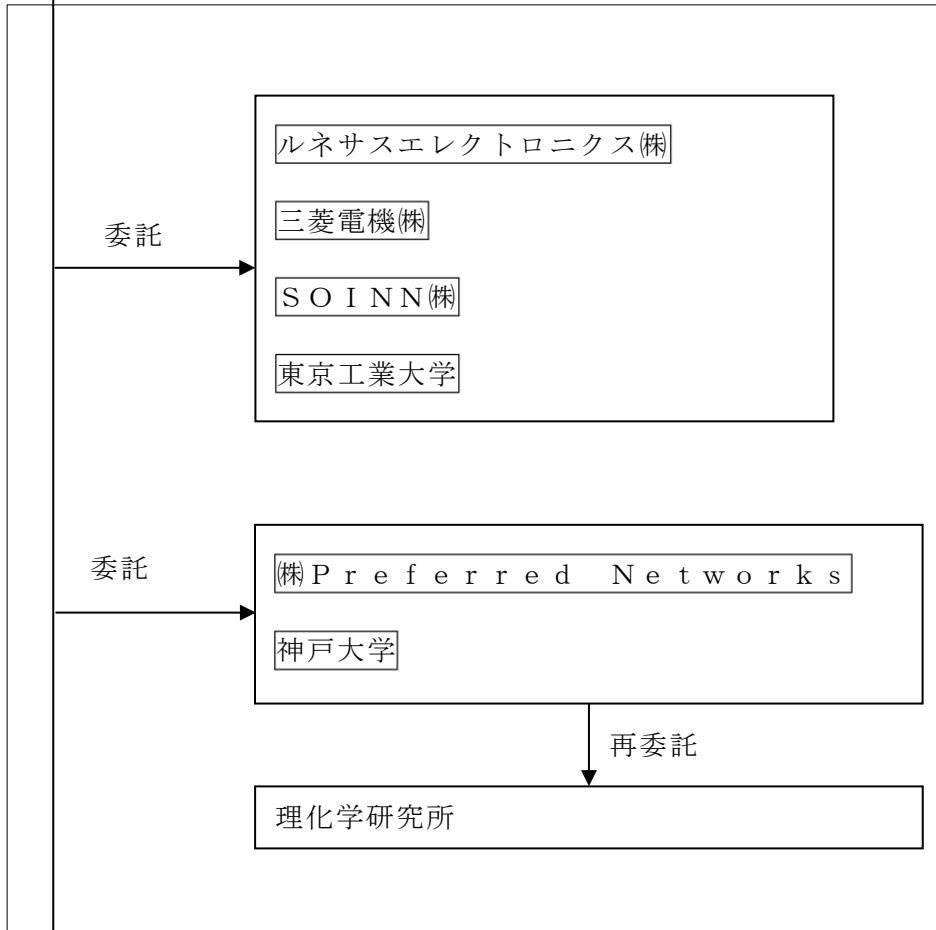 ルネサスエレクトロニクス㈱
三菱電機㈱
委託
ＳＯＩＮＮ㈱
東京工業大学
委託
㈱Ｐｒｅｆｅｒｒｅｄ　Ｎｅｔｗｏｒｋｓ
神戸大学
再委託
理化学研究所